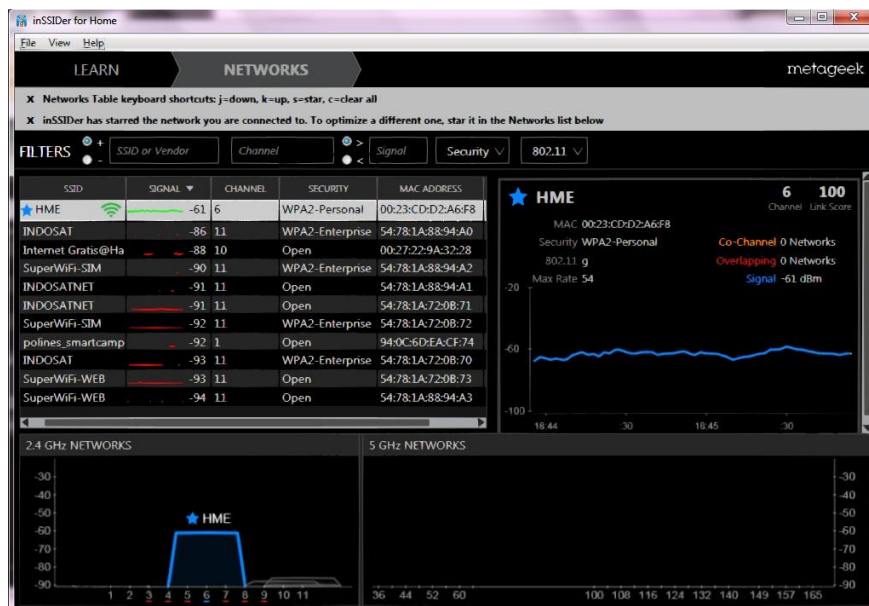 inSSIDer for Home
File View Help
LEARN NETWORKS metageek
X Networks Table keyboard shortcuts: j=down, k=up, s=star, c=clear all
X inSSIDer has starred the network you are connected to. To optimize a different one, star it in the Networks list below
FILTERS + - SSID or Vendor Channel > < Signal Security 802.11
SSID SIGNAL CHANNEL SECURITY MAC ADDRESS
HME -61 6 WPA2-Personal 00:23:CD:D2:A6:F8
INDOSAT -86 11 WPA2-Enterprise 54:78:1A:88:94:A0
Internet Gratis@Ha -88 10 Open 00:27:22:9A:32:28
SuperWiFi-SIM -90 11 WPA2-Enterprise 54:78:1A:88:94:A2
INDOSATNET -91 11 Open 54:78:1A:88:94:A1
INDOSATNET -91 11 Open 54:78:1A:72:0B:71
SuperWiFi-SIM -92 11 WPA2-Enterprise 54:78:1A:72:0B:72
polines_smartcamp -92 1 Open 94:0C:6D:EA:CF:74
INDOSAT -93 11 WPA2-Enterprise 54:78:1A:72:0B:70
SuperWiFi-WEB -93 11 Open 54:78:1A:72:0B:73
SuperWiFi-WEB -94 11 Open 54:78:1A:88:94:A3
HME 6 100
Channel Link Score
MAC 00:23:CD:D2:A6:F8
Security WPA2-Personal Co-Channel 0 Networks
802.11 g Overlapping 0 Networks
Max Rate 54 Signal -61 dBm
-20
-60
-100
18:44 :30 18:45 :30
2.4 GHz NETWORKS 5 GHz NETWORKS
-30 -30
-40 -40
-50 -50
HME
-60 -60
-70 -70
-80 -80
-90 -90
1 2 3 4 5 6 7 8 9 10 11 36 44 52 60 100 108 116 124 132 140 149 157 165